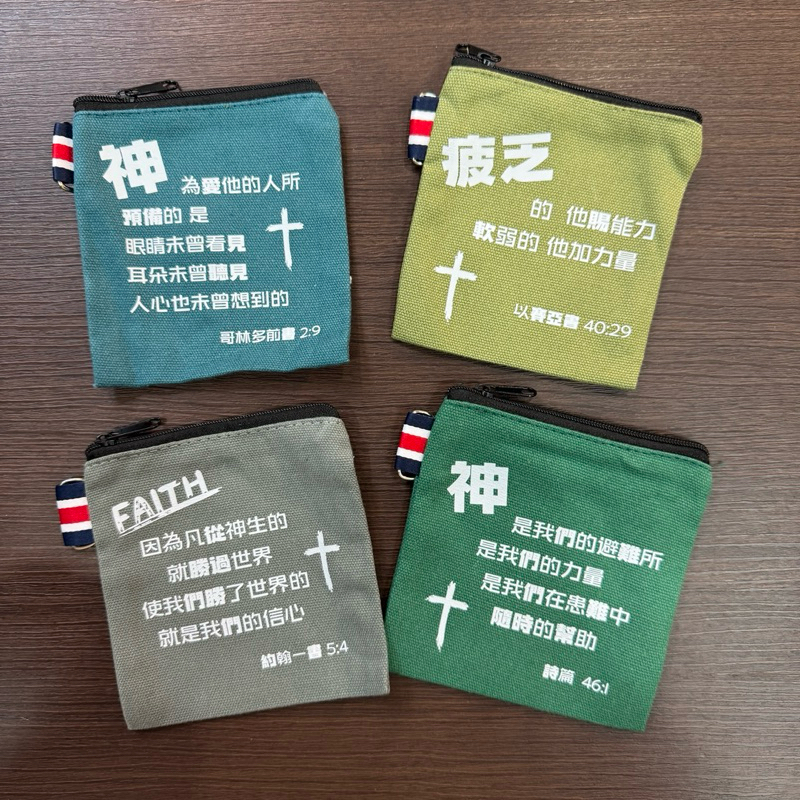 神 為愛他的人所
預備的 是
眼睛未曾看見
耳朵未曾聽見
人心也未曾想到的
哥林多前書 2:9
疲乏
的 他賜能力
軟弱的 他加力量
以賽亞書 40:29
FAITH
因為凡從神生的
就勝過世界
使我們勝了世界的
就是我們的信心
約翰一書 5:4
神
是我們的避難所
是我們的力量
是我們在患難中
隨時的幫助
詩篇 46:1